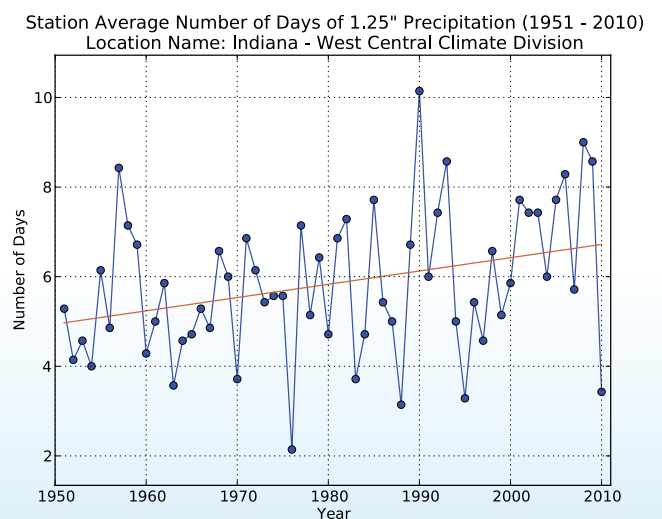 Station Average Number of Days of 1.25" Precipitation (1951 - 2010)
Location Name: Indiana - West Central Climate Division
Number of Days
10
8
6
4
2
1950 1960 1970 1980 1990 2000 2010
Year